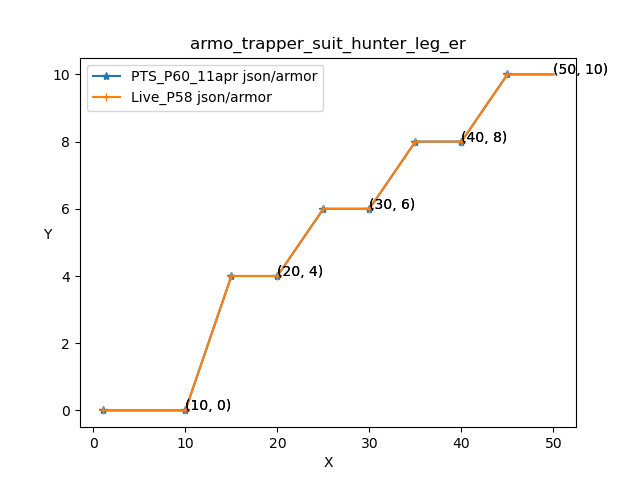 armo_trapper_suit_hunter_leg_er
PTS_P60_11apr json/armor
Live_P58 json/armor
10
8
6
4
2
0
Y
(50, 10)
(40, 8)
(30, 6)
(20, 4)
(10, 0)
0 10 20 30 40 50
X